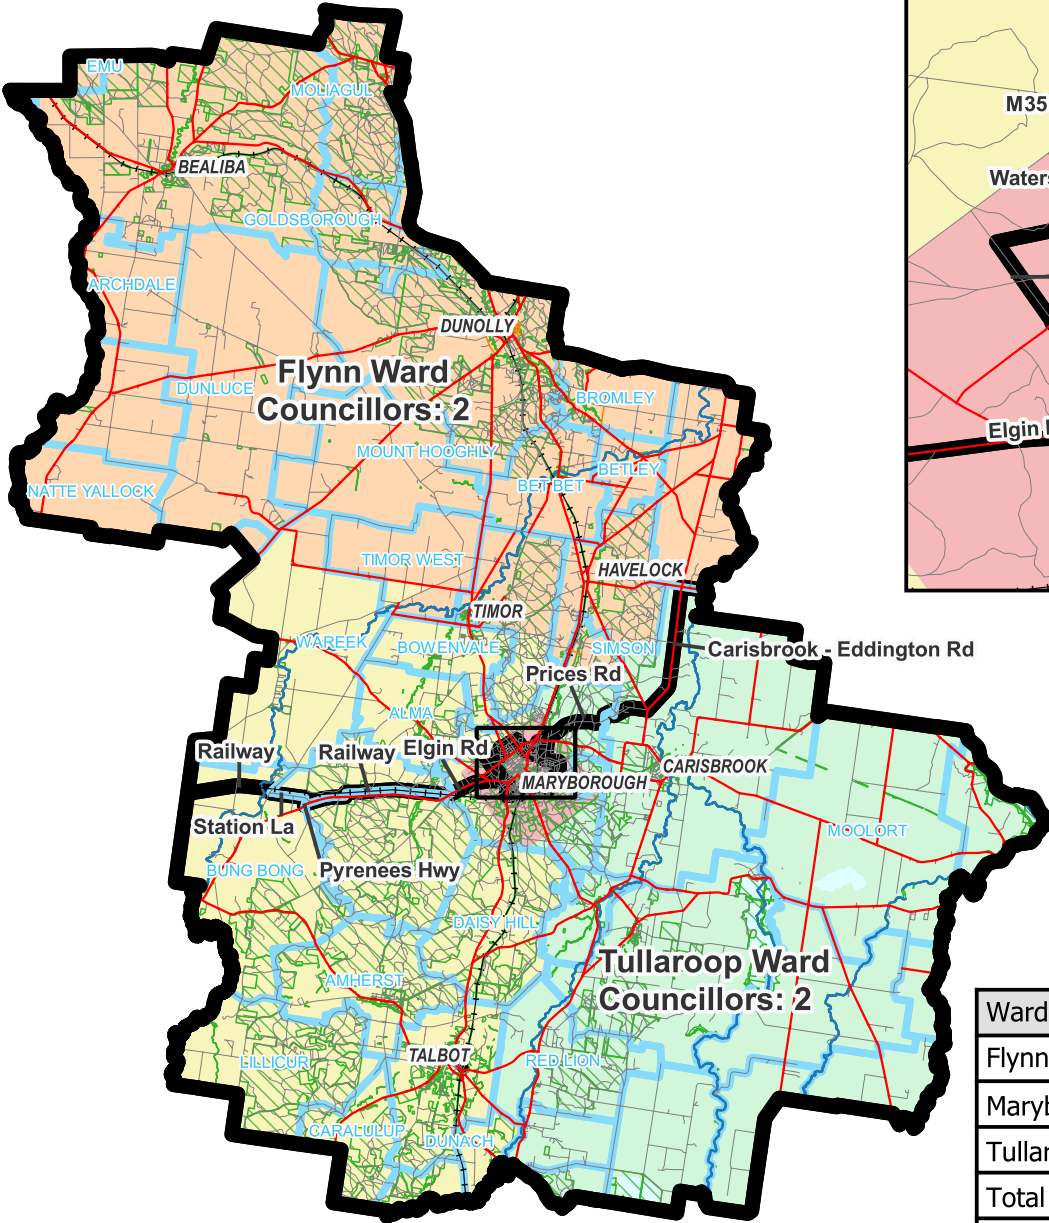 EMU
MOLIAGUL
BEALIBA
GOLDSBOROUGH
ARCHDALE
DUNOLLY
Flynn Ward
Councillors: 2
DUNLUCE
BROMLEY
MOUNT HOOGHLY
BETLEY
BET BET
NATTE YALLOCK
TIMOR WEST
HAVELOCK
TIMOR
WAREEK
BOWENVALE
SIMSON
Carisbrook - Eddington Rd
Prices Rd
ALMA
Railway
Railway
Elgin Rd
CARISBROOK
MARYBOROUGH
Station La
MOOLORT
BUNG BONG
Pyrenees Hwy
DAISY HILL
Tullaroop Ward
Councillors: 2
AMHERST
TALBOT
LILLICUR
RED LION
CARALULUP
DUNACH
M35
Waters
Elgin
Ward
Flynn
Maryb
Tullar
Total